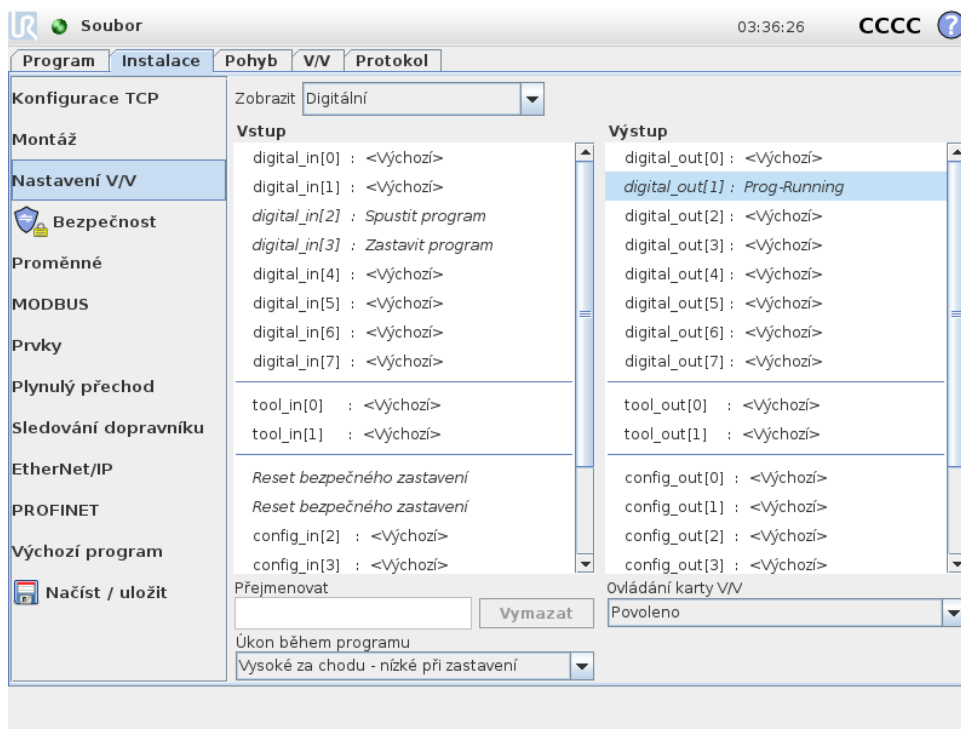 UR Soubor 03:36:26 CCCC ?
Program Instalace Pohyb V/V Protokol
Konfigurace TCP
Montáž
Nastavení V/V
Bezpečnost
Proměnné
MODBUS
Prvky
Plynulý přechod
Sledování dopravníku
EtherNet/IP
PROFINET
Výchozí program
Načíst / uložit
Zobrazit Digitální
Vstup
digital_in[0] : <Výchozí>
digital_in[1] : <Výchozí>
digital_in[2] : Spustit program
digital_in[3] : Zastavit program
digital_in[4] : <Výchozí>
digital_in[5] : <Výchozí>
digital_in[6] : <Výchozí>
digital_in[7] : <Výchozí>
tool_in[0] : <Výchozí>
tool_in[1] : <Výchozí>
Reset bezpečného zastavení
Reset bezpečného zastavení
config_in[2] : <Výchozí>
config_in[3] : <Výchozí>
Výstup
digital_out[0] : <Výchozí>
digital_out[1] : Prog-Running
digital_out[2] : <Výchozí>
digital_out[3] : <Výchozí>
digital_out[4] : <Výchozí>
digital_out[5] : <Výchozí>
digital_out[6] : <Výchozí>
digital_out[7] : <Výchozí>
tool_out[0] : <Výchozí>
tool_out[1] : <Výchozí>
config_out[0] : <Výchozí>
config_out[1] : <Výchozí>
config_out[2] : <Výchozí>
config_out[3] : <Výchozí>
Přejmenovat
Vymazat
Úkon během programu
Vysoké za chodu - nízké při zastavení
Ovládání karty V/V
Povoleno